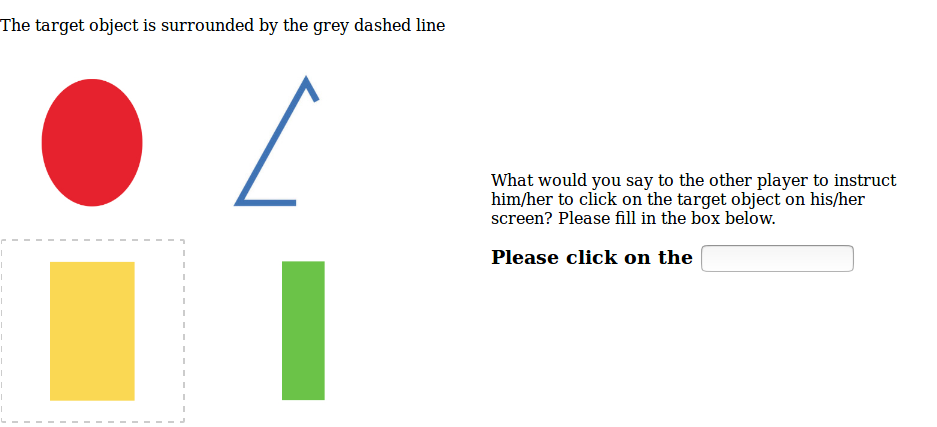 The target object is surrounded by the grey dashed line
What would you say to the other player to instruct
him/her to click on the target object on his/her
screen? Please fill in the box below.
Please click on the